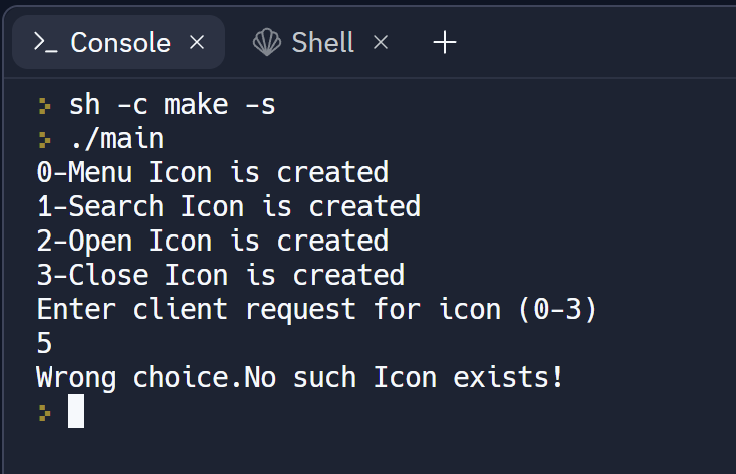 Console × Shell × +
sh -c make -s
./main
0-Menu Icon is created
1-Search Icon is created
2-Open Icon is created
3-Close Icon is created
Enter client request for icon (0-3)
5
Wrong choice.No such Icon exists!